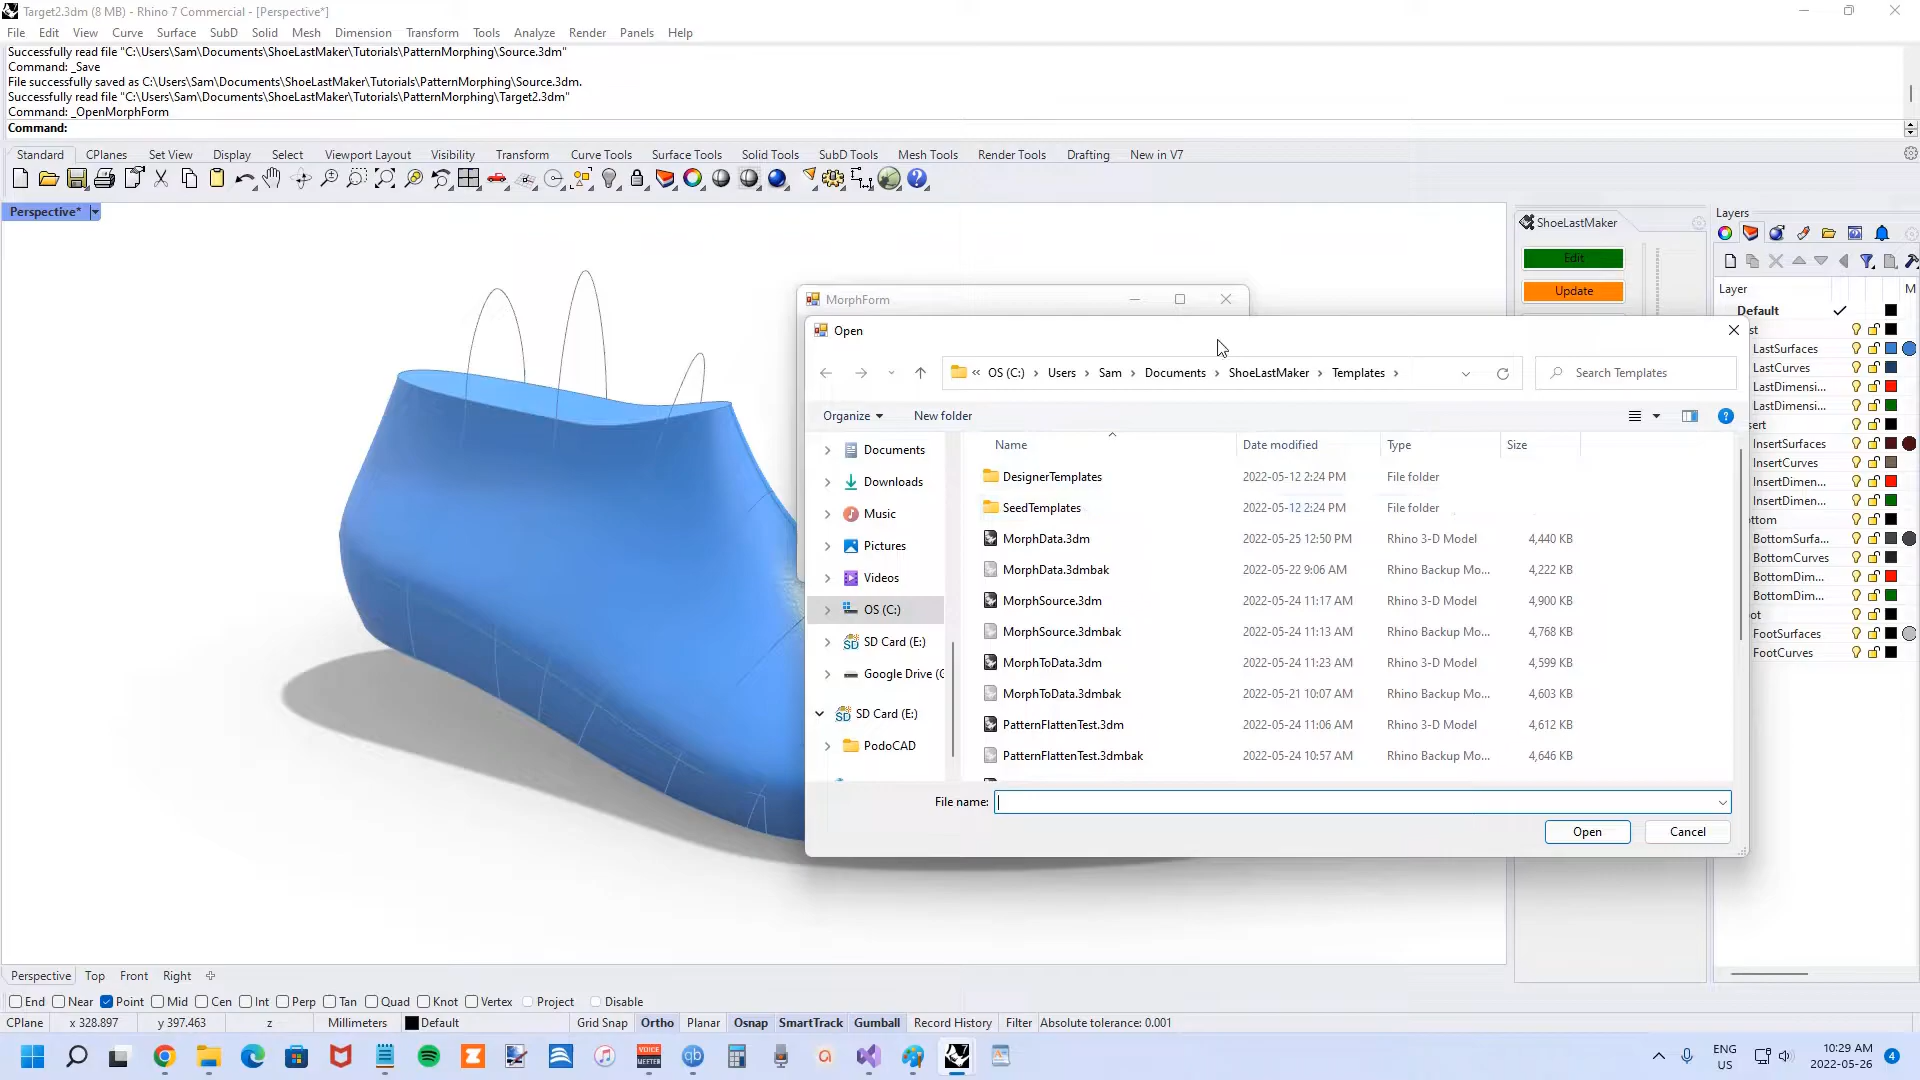 Target2.3dm (8 MB) - Rhino 7 Commercial - [Perspective*]
File Edit View Curve Surface SubD Solid Mesh Dimension Transform Tools Analyze Render Panels Help
Successfully read file "C:\Users\Sam\Documents\ShoeLastMaker\Tutorials\PatternMorphing\Source.3dm"
Command: _Save
File successfully saved as C:\Users\Sam\Documents\ShoeLastMaker\Tutorials\PatternMorphing\Source.3dm.
Successfully read file "C:\Users\Sam\Documents\ShoeLastMaker\Tutorials\PatternMorphing\Target2.3dm"
Command: _OpenMorphForm
Command:
Standard CPlanes Set View Display Select Viewport Layout Visibility Transform Curve Tools Surface Tools Solid Tools SubD Tools Mesh Tools Render Tools Drafting New in V7
Perspective*
ShoeLastMaker
Edit
Update
Layers
Layer M
Default
st
LastSurfaces
LastCurves
LastDimensi...
LastDimensi...
sert
InsertSurfaces
InsertCurves
InsertDimen...
InsertDimen...
ttom
BottomSurfa...
BottomCurves
BottomDim...
BottomDim...
ot
FootSurfaces
FootCurves
MorphForm
Open
« OS (C:) › Users › Sam › Documents › ShoeLastMaker › Templates ›
Search Templates
Organize New folder
Documents
Downloads
Music
Pictures
Videos
OS (C:)
SD Card (E:)
Google Drive (G
SD Card (E:)
PodoCAD
Name Date modified Type Size
DesignerTemplates 2022-05-12 2:24 PM File folder
SeedTemplates 2022-05-12 2:24 PM File folder
MorphData.3dm 2022-05-25 12:50 PM Rhino 3-D Model 4,440 KB
MorphData.3dmbak 2022-05-22 9:06 AM Rhino Backup Mo... 4,222 KB
MorphSource.3dm 2022-05-24 11:17 AM Rhino 3-D Model 4,900 KB
MorphSource.3dmbak 2022-05-24 11:13 AM Rhino Backup Mo... 4,768 KB
MorphToData.3dm 2022-05-24 11:23 AM Rhino 3-D Model 4,599 KB
MorphToData.3dmbak 2022-05-21 10:07 AM Rhino Backup Mo... 4,603 KB
PatternFlattenTest.3dm 2022-05-24 11:06 AM Rhino 3-D Model 4,612 KB
PatternFlattenTest.3dmbak 2022-05-24 10:57 AM Rhino Backup Mo... 4,646 KB
File name:
Open Cancel
Perspective Top Front Right
End Near Point Mid Cen Int Perp Tan Quad Knot Vertex Project Disable
CPlane x 328.897 y 397.463 z Millimeters Default Grid Snap Ortho Planar Osnap SmartTrack Gumball Record History Filter Absolute tolerance: 0.001
VOICE
MEETER
qb
ENG
US
10:29 AM
2022-05-26
4